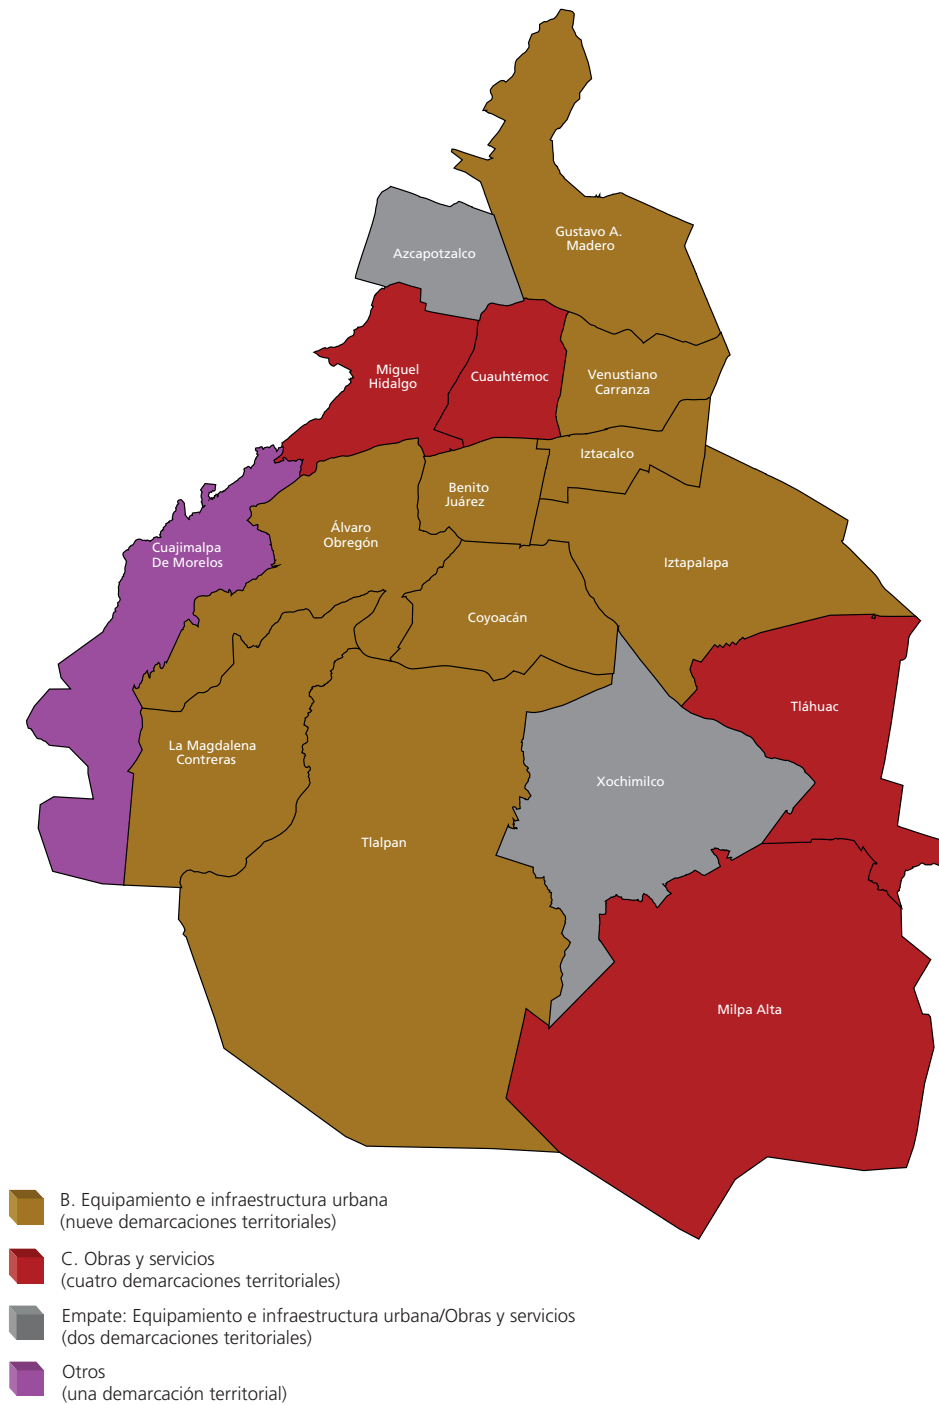 Gustavo A.
Madero
Azcapotzalco
Miguel
Hidalgo
Cuauhtémoc
Venustiano
Carranza
Iztacalco
Benito
Juárez
Álvaro
Obregón
Cuajimalpa
De Morelos
Iztapalapa
Coyoacán
Tláhuac
La Magdalena
Contreras
Xochimilco
Tlalpan
Milpa Alta
B. Equipamiento e infraestructura urbana
(nueve demarcaciones territoriales)
C. Obras y servicios
(cuatro demarcaciones territoriales)
Empate: Equipamiento e infraestructura urbana/Obras y servicios
(dos demarcaciones teritoriales)
Otros
(una demarcación territorial)